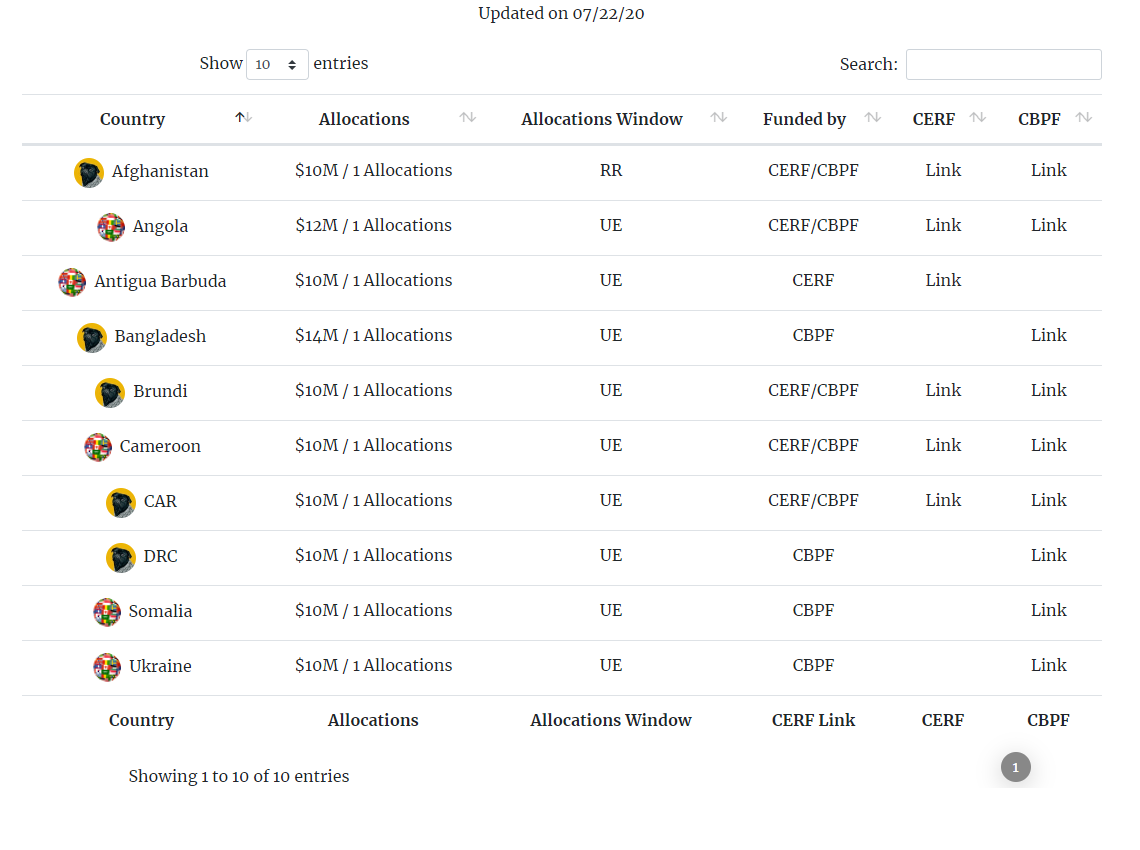 Updated on 07/22/20
Show 10 entries Search:
Country Allocations Allocations Window Funded by CERF CBPF
Afghanistan $10M / 1 Allocations RR CERF/CBPF Link Link
Angola $12M / 1 Allocations UE CERF/CBPF Link Link
Antigua Barbuda $10M / 1 Allocations UE CERF Link
Bangladesh $14M / 1 Allocations UE CBPF Link
Brundi $10M / 1 Allocations UE CERF/CBPF Link Link
Cameroon $10M / 1 Allocations UE CERF/CBPF Link Link
CAR $10M / 1 Allocations UE CERF/CBPF Link Link
DRC $10M / 1 Allocations UE CBPF Link
Somalia $10M / 1 Allocations UE CBPF Link
Ukraine $10M / 1 Allocations UE CBPF Link
Country Allocations Allocations Window CERF Link CERF CBPF
Showing 1 to 10 of 10 entries 1